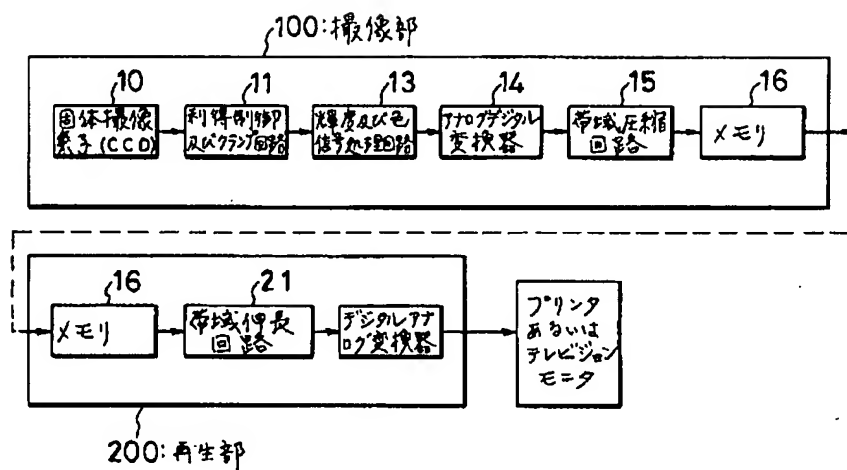 100:撮像部
10
11
13
14
15
16
固体撮像
素子(CCD)
利得制御
及びクランプ回路
輝度及び色
信号処理回路
アナログデジタル
変換器
帯域圧縮
回路
メモリ
16
21
メモリ
帯域伸長
回路
デジタルアナ
ログ変換器
プリンタ
あるいは
テレビジョン
モニタ
200:再生部